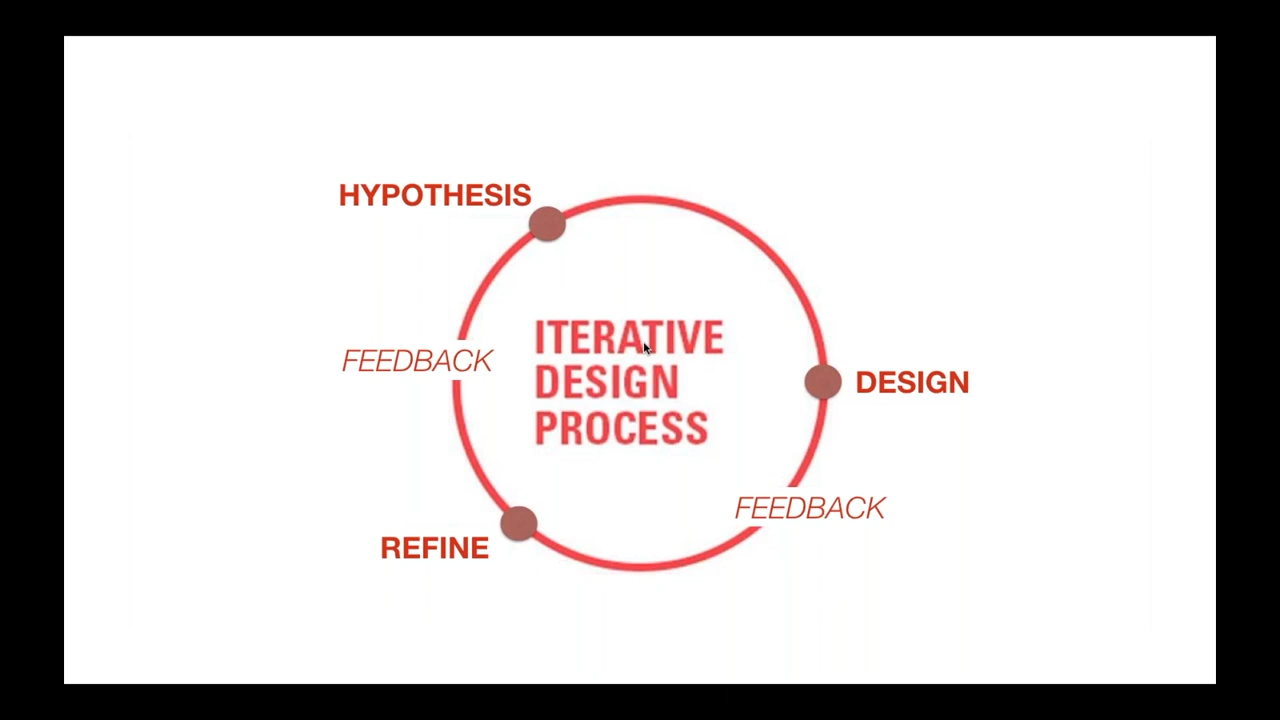 HYPOTHESIS
ITERATIVE
DESIGN
PROCESS
FEEDBACK
DESIGN
FEEDBACK
REFINE